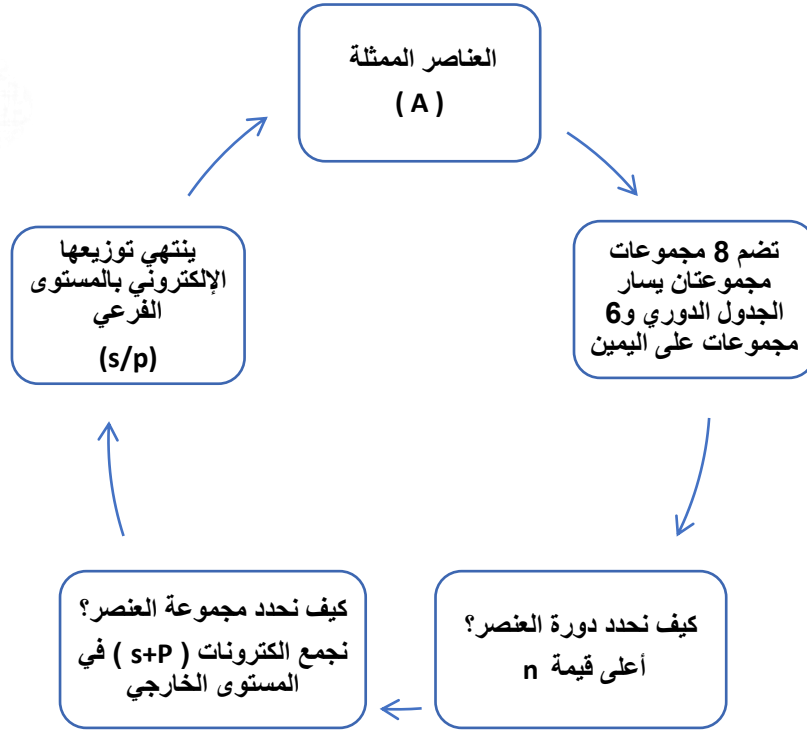 العناصر الممثلة
( A )
تضم 8 مجموعات
مجموعتان يسار
الجدول الدوري و6
مجموعات على اليمين
كيف نحدد دورة العنصر؟
أعلى قيمة n
كيف نحدد مجموعة العنصر؟
نجمع الكترونات ( s+P ) في
المستوى الخارجي
ينتهي توزيعها
الإلكتروني بالمستوى
الفرعي
(s/p)